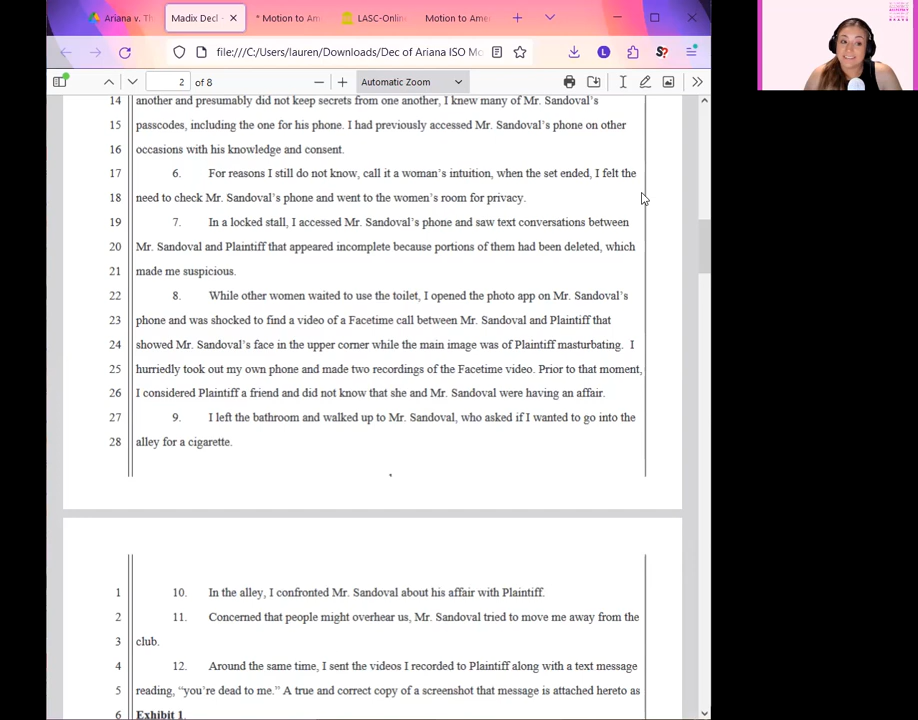 Ariana v. Th
Madix Decl
* Motion to Am
LASC-Onlin
Motion to Ame
file:///C:/Users/lauren/Downloads/Dec of Ariana ISO Mo
L
S?
2 of 8
Automatic Zoom
14 another and presumably did not keep secrets from one another, I knew many of Mr. Sandoval's
15 passcodes, including the one for his phone. I had previously accessed Mr. Sandoval's phone on other
16 occasions with his knowledge and consent.
17 6. For reasons I still do not know, call it a woman's intuition, when the set ended, I felt the
18 need to check Mr. Sandoval's phone and went to the women's room for privacy.
19 7. In a locked stall, I accessed Mr. Sandoval's phone and saw text conversations between
20 Mr. Sandoval and Plaintiff that appeared incomplete because portions of them had been deleted, which
21 made me suspicious.
22 8. While other women waited to use the toilet, I opened the photo app on Mr. Sandoval's
23 phone and was shocked to find a video of a Facetime call between Mr. Sandoval and Plaintiff that
24 showed Mr. Sandoval's face in the upper corner while the main image was of Plaintiff masturbating. I
25 hurriedly took out my own phone and made two recordings of the Facetime video. Prior to that moment,
26 I considered Plaintiff a friend and did not know that she and Mr. Sandoval were having an affair.
27 9. I left the bathroom and walked up to Mr. Sandoval, who asked if I wanted to go into the
28 alley for a cigarette.
1 10. In the alley, I confronted Mr. Sandoval about his affair with Plaintiff.
2 11. Concerned that people might overhear us, Mr. Sandoval tried to move me away from the
3 club.
4 12. Around the same time, I sent the videos I recorded to Plaintiff along with a text message
5 reading, "you're dead to me." A true and correct copy of a screenshot that message is attached hereto as
6 Exhibit 1.